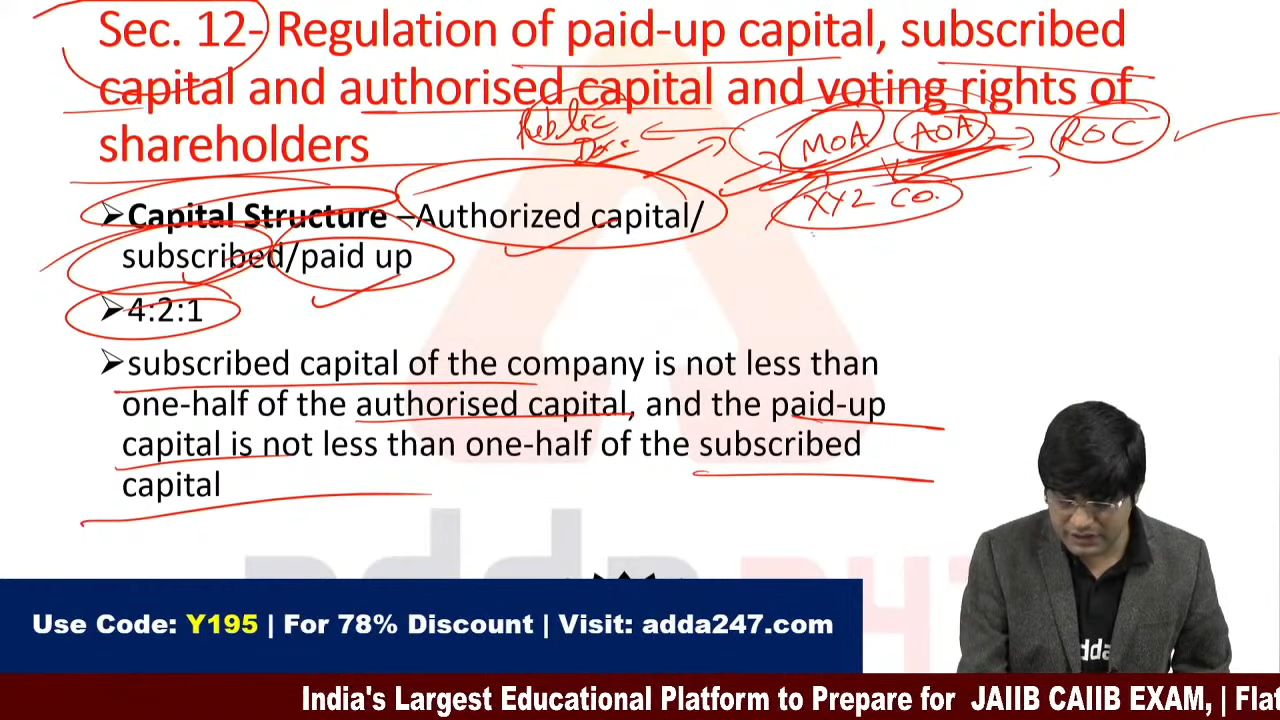 Sec. 12- Regulation of paid-up capital, subscribed
capital and authorised capital and voting rights of
shareholders
Public
Docs
MOA
AOA
ROC
XYZ CO.
➤Capital Structure –Authorized capital/
subscribed/paid up
➤4:2:1
➤subscribed capital of the company is not less than
one-half of the authorised capital, and the paid-up
capital is not less than one-half of the subscribed
capital
adda 247
adda
Use Code: Y195 | For 78% Discount | Visit: adda247.com
India's Largest Educational Platform to Prepare for JAIIB CAIIB EXAM, | Flat